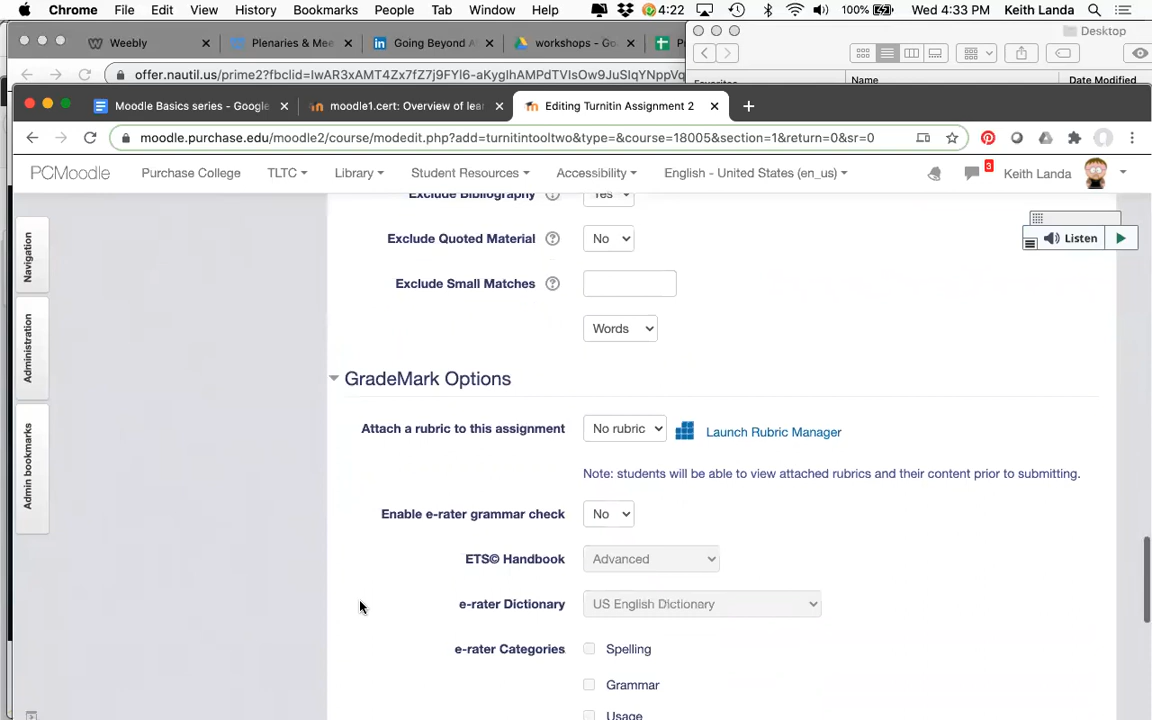 Chrome File Edit View History Bookmarks People Tab Window Help 4:22 100% Wed 4:33 PM Keith Landa
Weebly × Plenaries & Mee × Going Beyond A × workshops - Go × Desktop
offer.nautil.us/prime2?fbclid=IwAR3xAMT4Zx7fZ7j9FYl6-aKyglhAMPdTVIsOw9JuSlqYNppVq
Name Date Modified
Moodle Basics series - Google × moodle1.cert: Overview of lear × Editing Turnitin Assignment 2 × +
moodle.purchase.edu/moodle2/course/modedit.php?add=turnitintooltwo&type=&course=18005&section=1&return=0&sr=0
PCMoodle Purchase College TLTC Library Student Resources Accessibility English - United States (en_us) 3 Keith Landa
Exclude Bibliography ? Yes
Navigation
Exclude Quoted Material ? No
Listen
Exclude Small Matches ?
Words
Administration
GradeMark Options
Attach a rubric to this assignment No rubric Launch Rubric Manager
Note: students will be able to view attached rubrics and their content prior to submitting.
Admin bookmarks
Enable e-rater grammar check No
ETS© Handbook Advanced
e-rater Dictionary US English Dictionary
e-rater Categories Spelling
Grammar
Usage